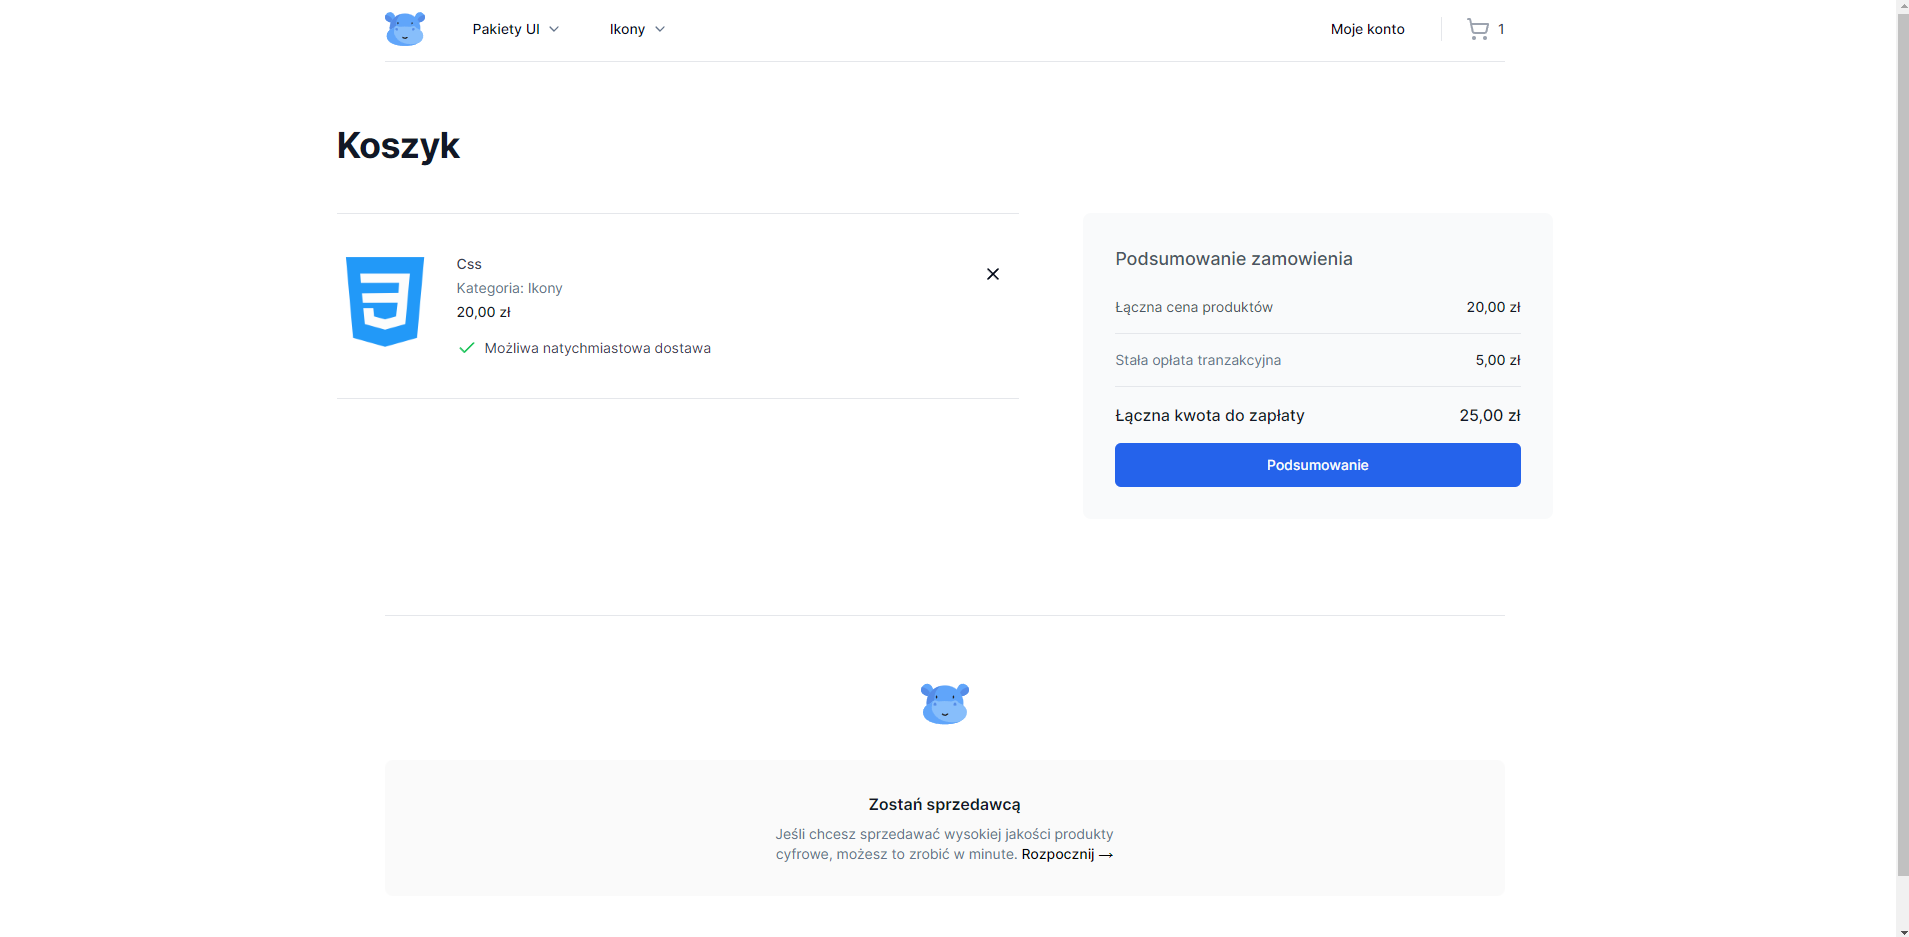 Pakiety UI
Ikony
Moje konto
1
Koszyk
Css
Kategoria: Ikony
20,00 zł
Możliwa natychmiastowa dostawa
Podsumowanie zamowienia
Łączna cena produktów 20,00 zł
Stała opłata tranzakcyjna 5,00 zł
Łączna kwota do zapłaty 25,00 zł
Podsumowanie
Zostań sprzedawcą
Jeśli chcesz sprzedawać wysokiej jakości produkty
cyfrowe, możesz to zrobić w minute. Rozpocznij →